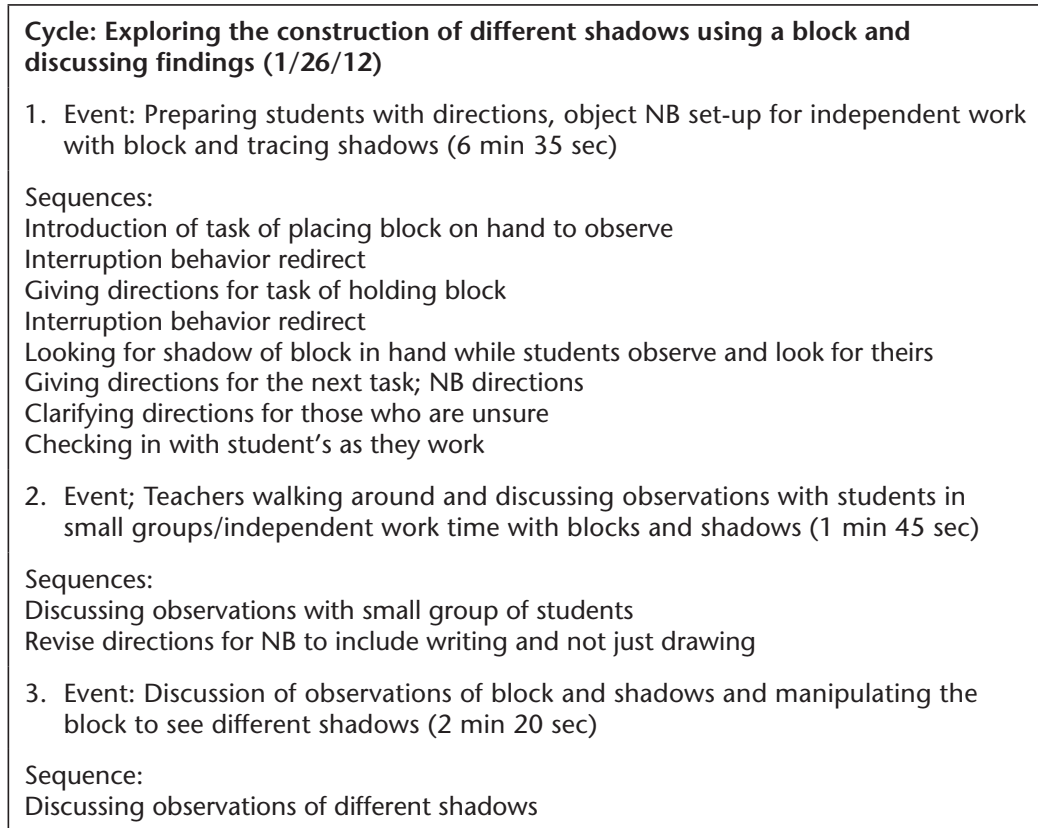 Cycle: Exploring the construction of different shadows using a block and
discussing findings (1/26/12)
1. Event: Preparing students with directions, object NB set-up for independent work
with block and tracing shadows (6 min 35 sec)
Sequences:
Introduction of task of placing block on hand to observe
Interruption behavior redirect
Giving directions for task of holding block
Interruption behavior redirect
Looking for shadow of block in hand while students observe and look for theirs
Giving directions for the next task; NB directions
Clarifying directions for those who are unsure
Checking in with student's as they work
2. Event; Teachers walking around and discussing observations with students in
small groups/independent work time with blocks and shadows (1 min 45 sec)
Sequences:
Discussing observations with small group of students
Revise directions for NB to include writing and not just drawing
3. Event: Discussion of observations of block and shadows and manipulating the
block to see different shadows (2 min 20 sec)
Sequence:
Discussing observations of different shadows